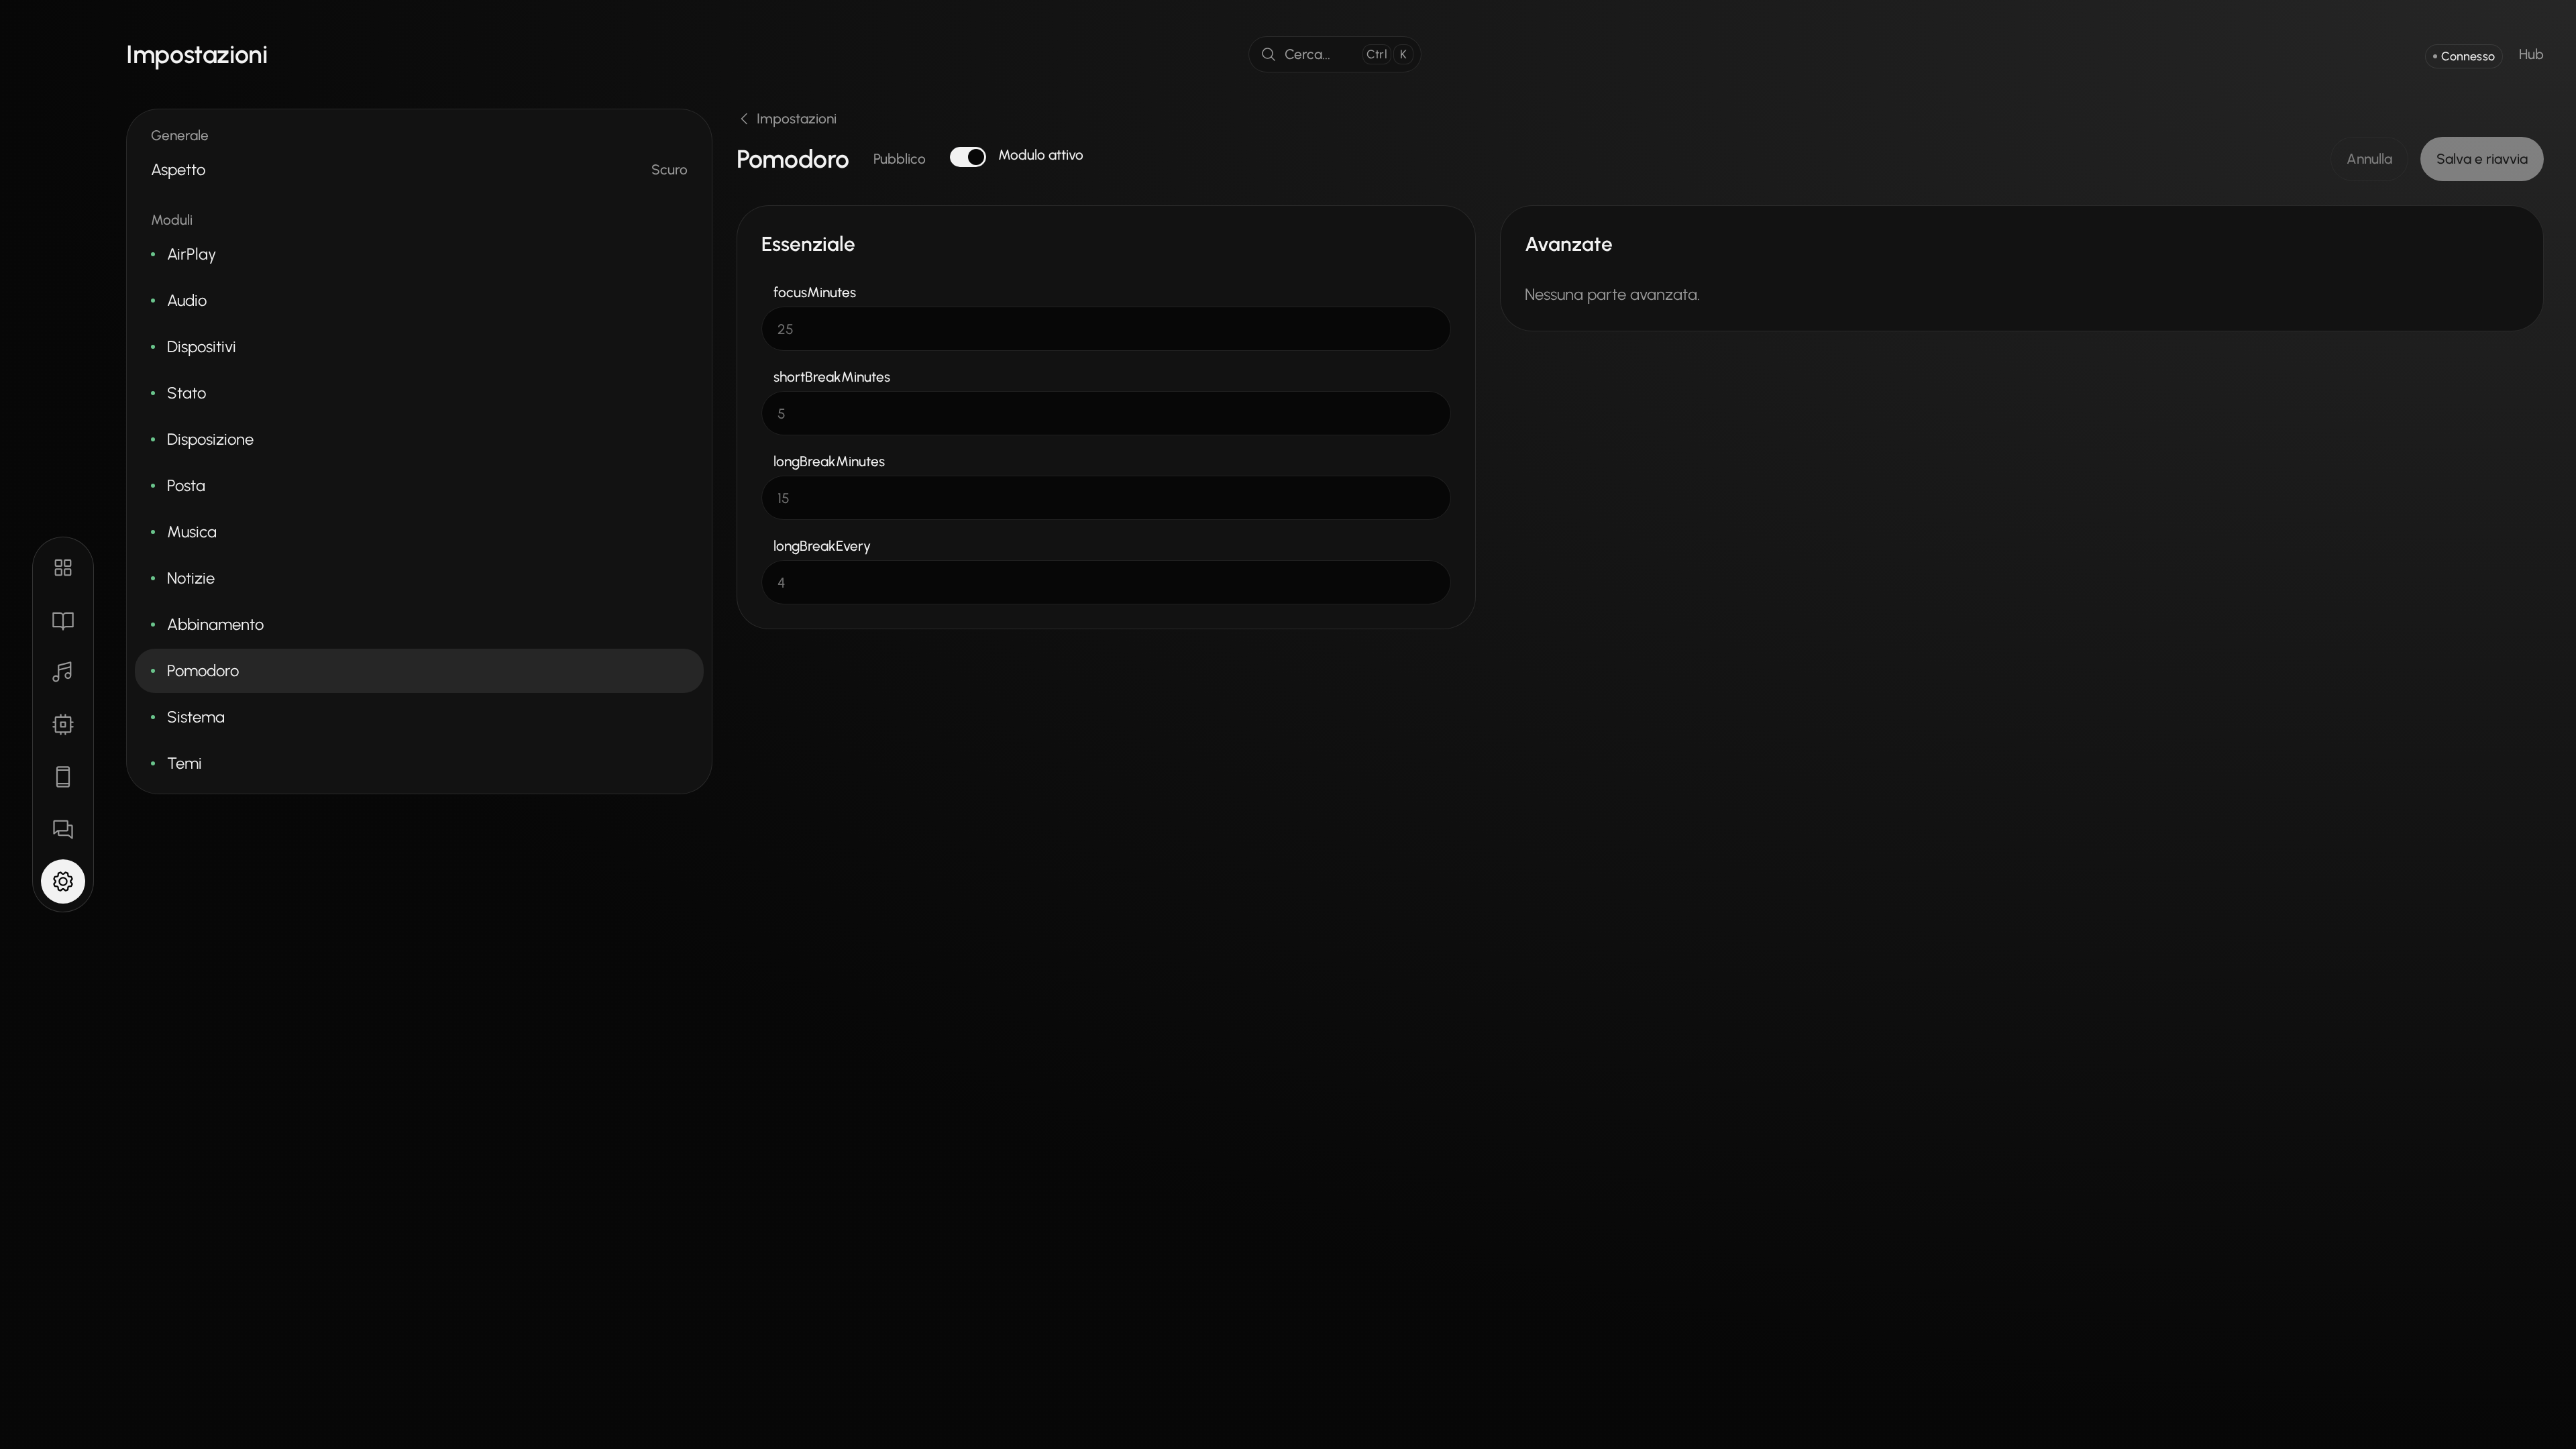 Impostazioni
Cerca...
Ctrl K
Connesso
Hub
Generale
Aspetto
Scuro
Moduli
AirPlay
Audio
Dispositivi
Stato
Disposizione
Posta
Musica
Notizie
Abbinamento
Pomodoro
Sistema
Temi
Impostazioni
Pomodoro
Pubblico
Modulo attivo
Annulla
Salva e riavvia
Essenziale
focusMinutes
25
shortBreakMinutes
5
longBreakMinutes
15
longBreakEvery
4
Avanzate
Nessuna parte avanzata.